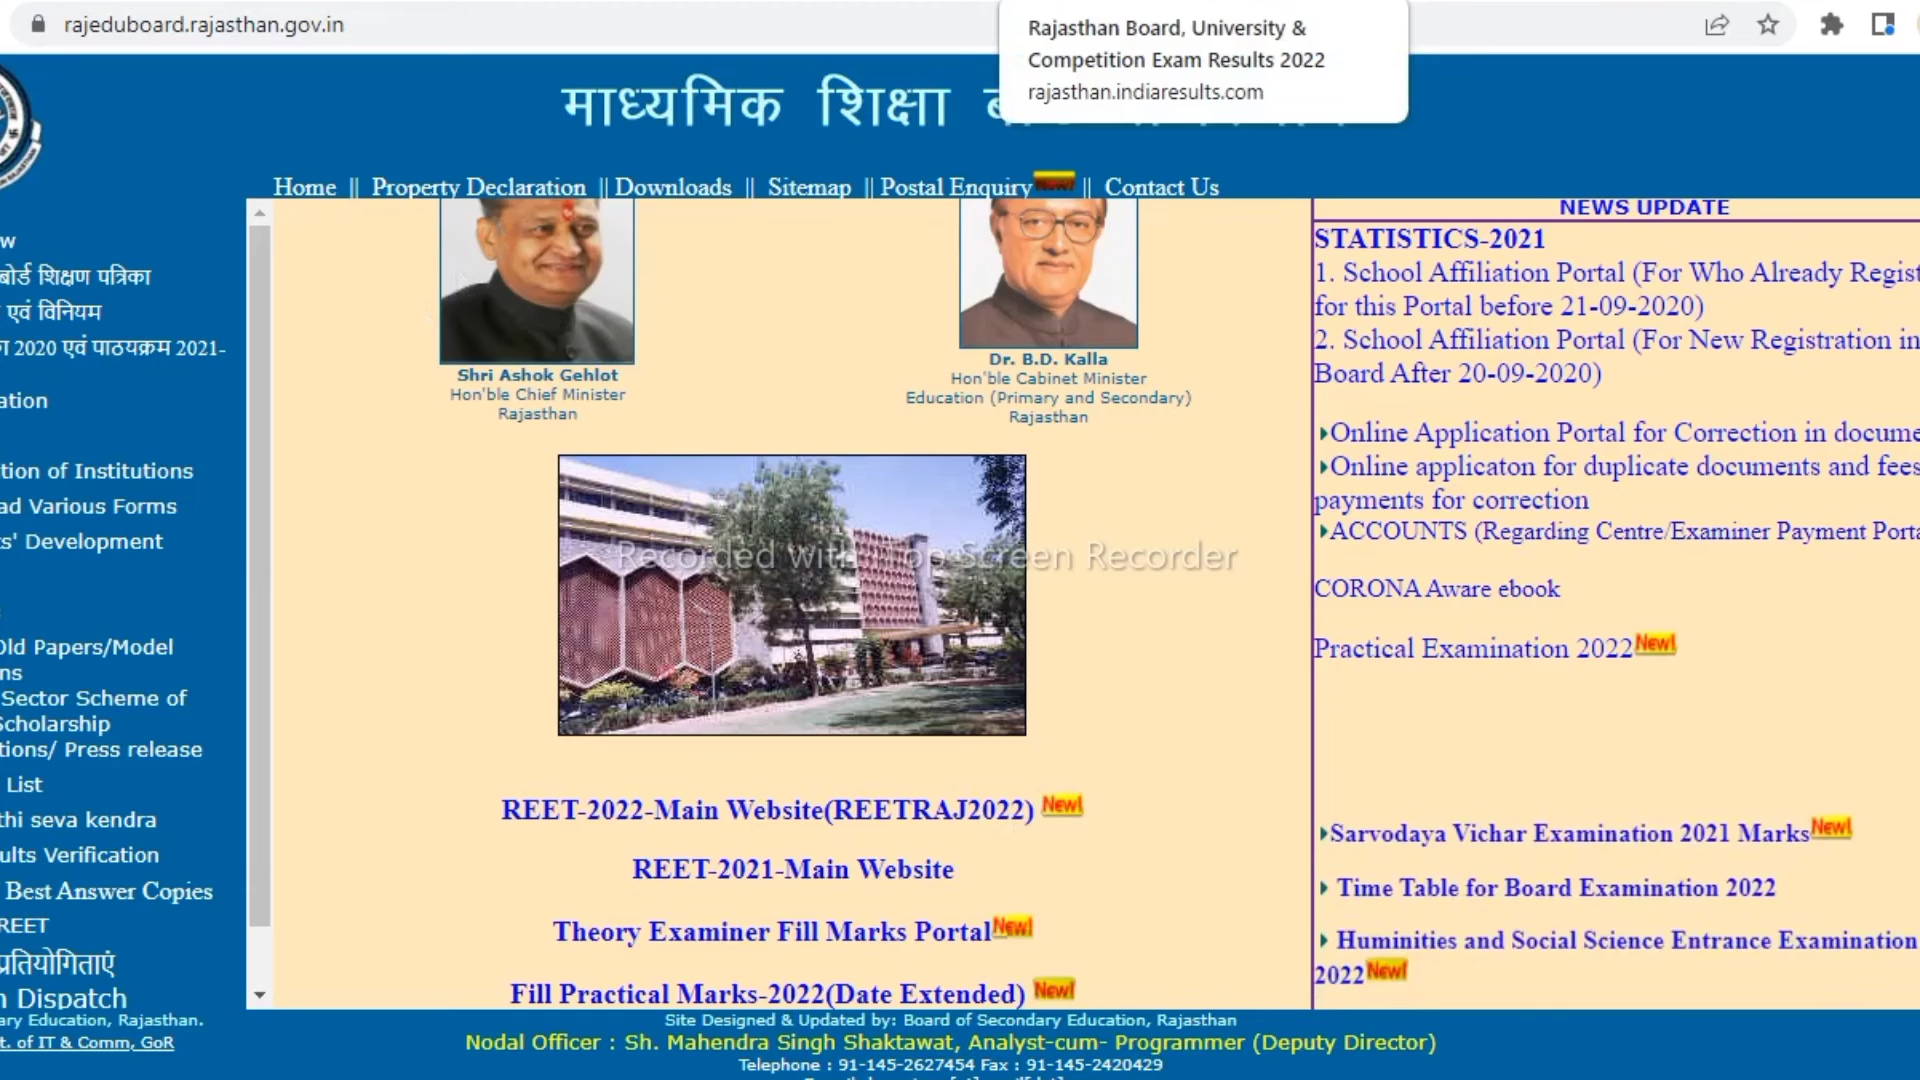 rajeduboard.rajasthan.gov.in
Rajasthan Board, University &
Competition Exam Results 2022
rajasthan.indiaresults.com
माध्यमिक शिक्षा
Home || Property Declaration || Downloads || Sitemap || Postal Enquiry || Contact Us
w
बोर्ड शिक्षण पत्रिका
एवं विनियम
2020 एवं पाठयक्रम 2021-
ation
tion of Institutions
ad Various Forms
s' Development
Old Papers/Model
ns
Sector Scheme of
Scholarship
tions/ Press release
List
thi seva kendra
ults Verification
Best Answer Copies
REET
प्रतियोगिताएं
n Dispatch
ary Education, Rajasthan.
t. of IT & Comm, GoR
Shri Ashok Gehlot
Hon'ble Chief Minister
Rajasthan
Dr. B.D. Kalla
Hon'ble Cabinet Minister
Education (Primary and Secondary)
Rajasthan
Recorded with Top Screen Recorder
REET-2022-Main Website(REETRAJ2022) New!
REET-2021-Main Website
Theory Examiner Fill Marks Portal New!
Fill Practical Marks-2022(Date Extended) New!
NEWS UPDATE
STATISTICS-2021
1. School Affiliation Portal (For Who Already Regist
for this Portal before 21-09-2020)
2. School Affiliation Portal (For New Registration in
Board After 20-09-2020)
Online Application Portal for Correction in docume
Online applicaton for duplicate documents and fees
payments for correction
ACCOUNTS (Regarding Centre/Examiner Payment Porta
CORONA Aware ebook
Practical Examination 2022 New!
Sarvodaya Vichar Examination 2021 Marks New!
Time Table for Board Examination 2022
Huminities and Social Science Entrance Examination
2022 New!
Site Designed & Updated by: Board of Secondary Education, Rajasthan
Nodal Officer : Sh. Mahendra Singh Shaktawat, Analyst-cum- Programmer (Deputy Director)
Telephone : 91-145-2627454 Fax : 91-145-2420429